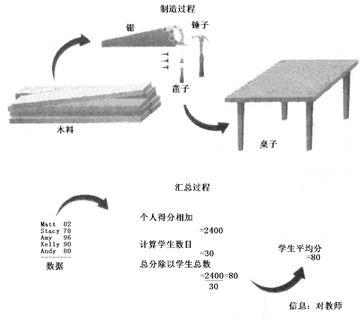 制造过程
锯
锤子
凿子
木料
桌子
汇总过程
Matt 82
Stacy 78
Amy 96
Kelly 90
Andy 80
数据
个人得分相加
=2400
计算学生数目
=30
总分除以学生总数
=2400=80
30
学生平均分
=80
信息：对教师